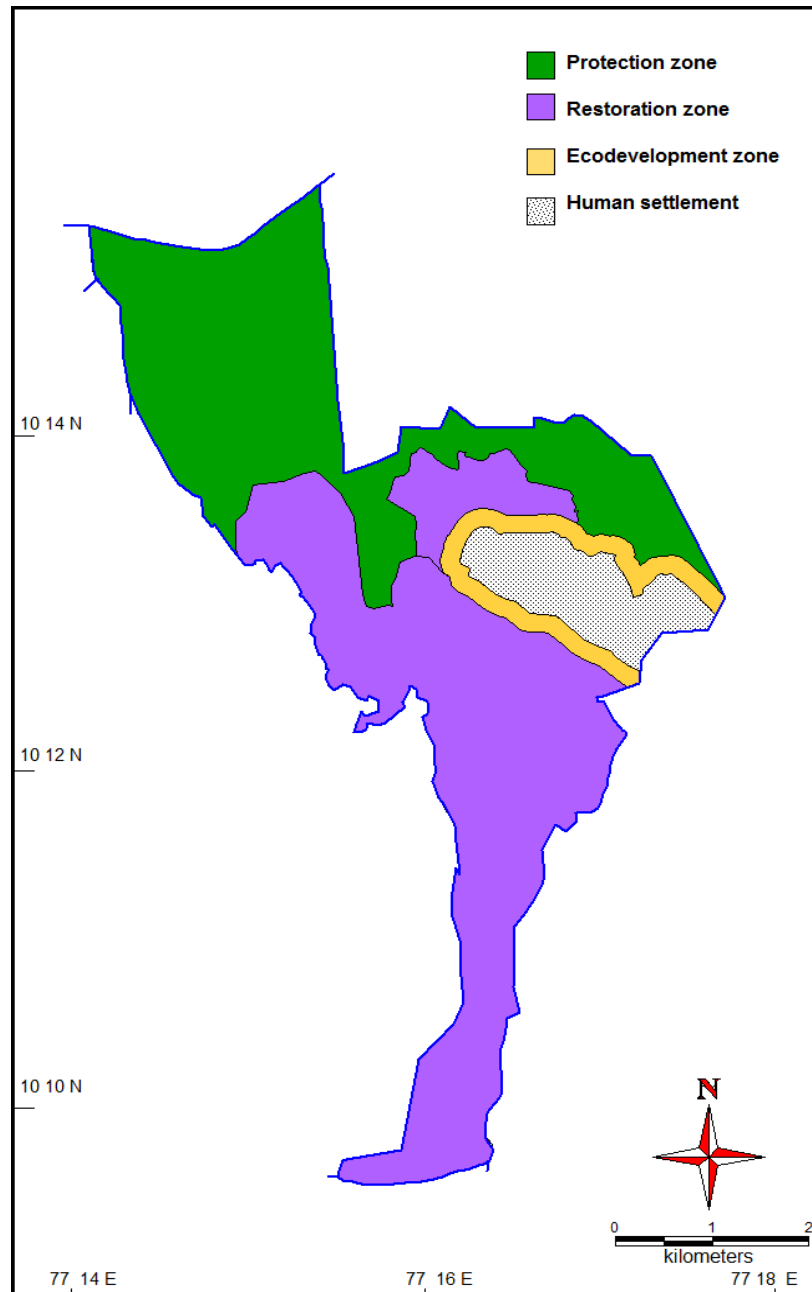 Protection zone
Restoration zone
Ecodevelopment zone
Human settlement
10 14 N
10 12 N
10 10 N
N
0 1 2
kilometers
77 14 E 77 16 E 77 18 E